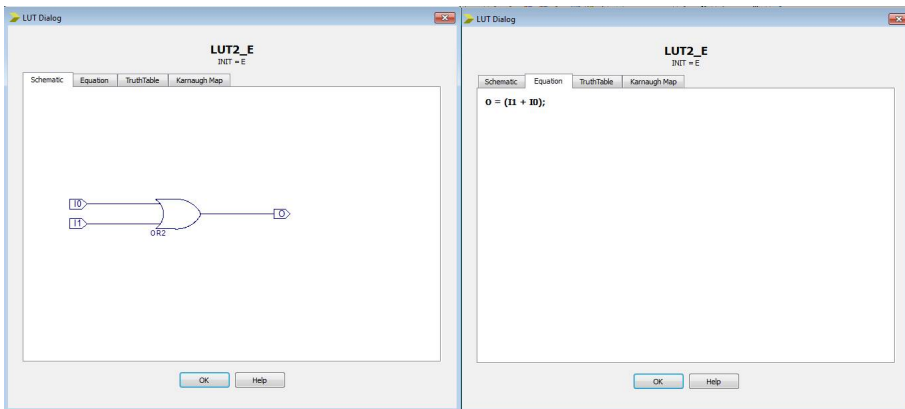 LUT Dialog
LUT2_E
INIT = E
Schematic Equation TruthTable Karnaugh Map
I0
I1
OR2
O
OK Help
LUT Dialog
LUT2_E
INIT = E
Schematic Equation TruthTable Karnaugh Map
O = (I1 + I0);
OK Help